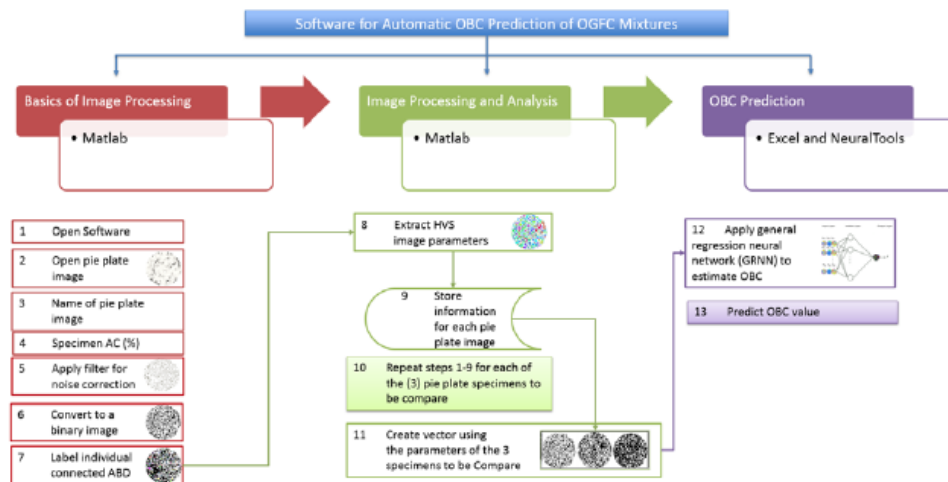 Software for Automatic OBC Prediction of OGFC Mixtures
Basics of Image Processing
• Matlab
Image Processing and Analysis
• Matlab
OBC Prediction
• Excel and NeuralTools
1 Open Software
2 Open pie plate
image
3 Name of pie plate
image
4 Specimen AC (%)
5 Apply filter for
noise correction
6 Convert to a
binary image
7 Label individual
connected ABD
8 Extract HVS
image parameters
9 Store
information
for each pie
plate image
10 Repeat steps 1-9 for each of
the (3) pie plate specimens to
be compare
11 Create vector using
the parameters of the 3
specimens to be Compare
12 Apply general
regression neural
network (GRNN) to
estimate OBC
13 Predict OBC value